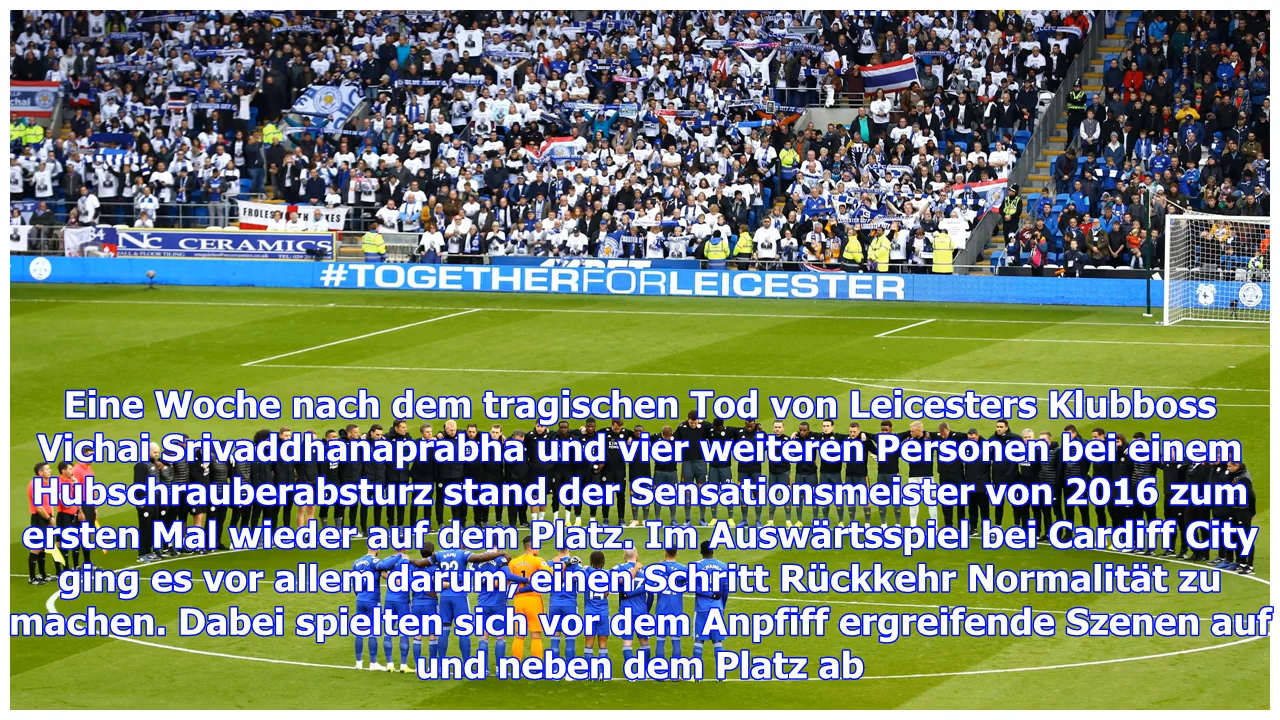 FROLESWORTH
NC CERAMICS
#TOGETHERFORLEICESTER
Eine Woche nach dem tragischen Tod von Leicesters Klubboss
Vichai Srivaddhanaprabha und vier weiteren Personen bei einem
Hubschrauberabsturz stand der Sensationsmeister von 2016 zum
ersten Mal wieder auf dem Platz. Im Auswärtsspiel bei Cardiff City
ging es vor allem darum, einen Schritt Rückkehr Normalität zu
machen. Dabei spielten sich vor dem Anpfiff ergreifende Szenen auf
und neben dem Platz ab